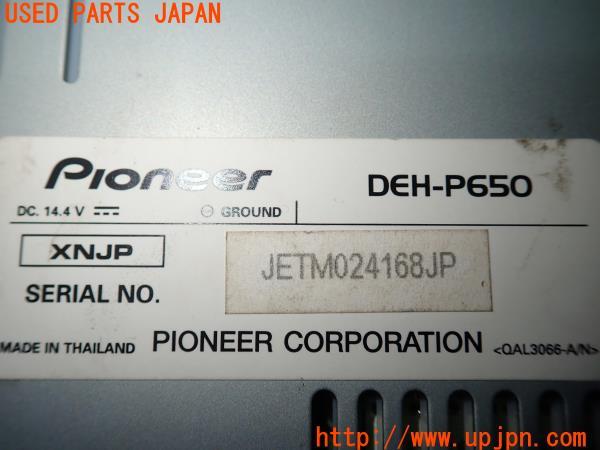 USED PARTS JAPAN
Pioneer DEH-P650
DC. 14.4 V GROUND
XNJP
JETM024168JP
SERIAL NO.
MADE IN THAILAND PIONEER CORPORATION <QAL3066-A/N>
http://www.upjpn.com/